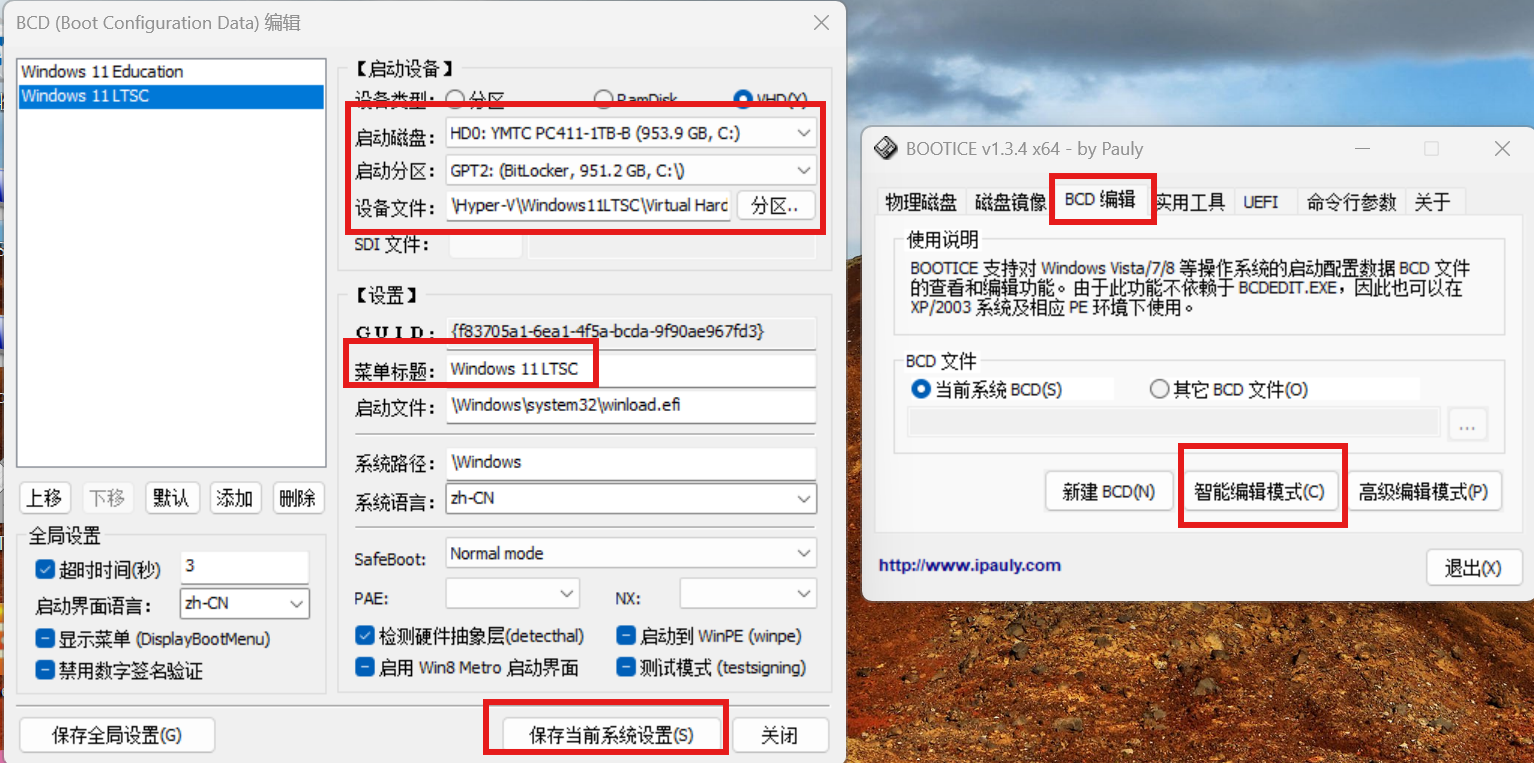 BCD (Boot Configuration Data) 编辑
Windows 11 Education
Windows 11 LTSC
上移 下移 默认 添加 删除
全局设置
超时时间(秒) 3
启动界面语言： zh-CN
显示菜单 (DisplayBootMenu)
禁用数字签名验证
保存全局设置(G)
【启动设备】
设备类型： 分区 RamDisk VHD(X)
启动磁盘： HD0: YMTC PC411-1TB-B (953.9 GB, C:)
启动分区： GPT2: (BitLocker, 951.2 GB, C:\)
设备文件： \Hyper-V\Windows11LTSC\Virtual Hard 分区..
SDI 文件：
【设置】
GUID： {f83705a1-6ea1-4f5a-bcda-9f90ae967fd3}
菜单标题： Windows 11 LTSC
启动文件： \Windows\system32\winload.efi
系统路径： \Windows
系统语言： zh-CN
SafeBoot: Normal mode
PAE: NX:
检测硬件抽象层(detecthal) 启动到 WinPE (winpe)
启用 Win8 Metro 启动界面 测试模式 (testsigning)
保存当前系统设置(S) 关闭
BOOTICE v1.3.4 x64 - by Pauly
物理磁盘 磁盘镜像 BCD 编辑 实用工具 UEFI 命令行参数 关于
使用说明
BOOTICE 支持对 Windows Vista/7/8 等操作系统的启动配置数据 BCD 文件
的查看和编辑功能。由于此功能不依赖于 BCDEDIT.EXE，因此也可以在
XP/2003 系统及相应 PE 环境下使用。
BCD 文件
当前系统 BCD(S) 其它 BCD 文件(O)
...
新建 BCD(N) 智能编辑模式(C) 高级编辑模式(P)
http://www.ipauly.com
退出(X)